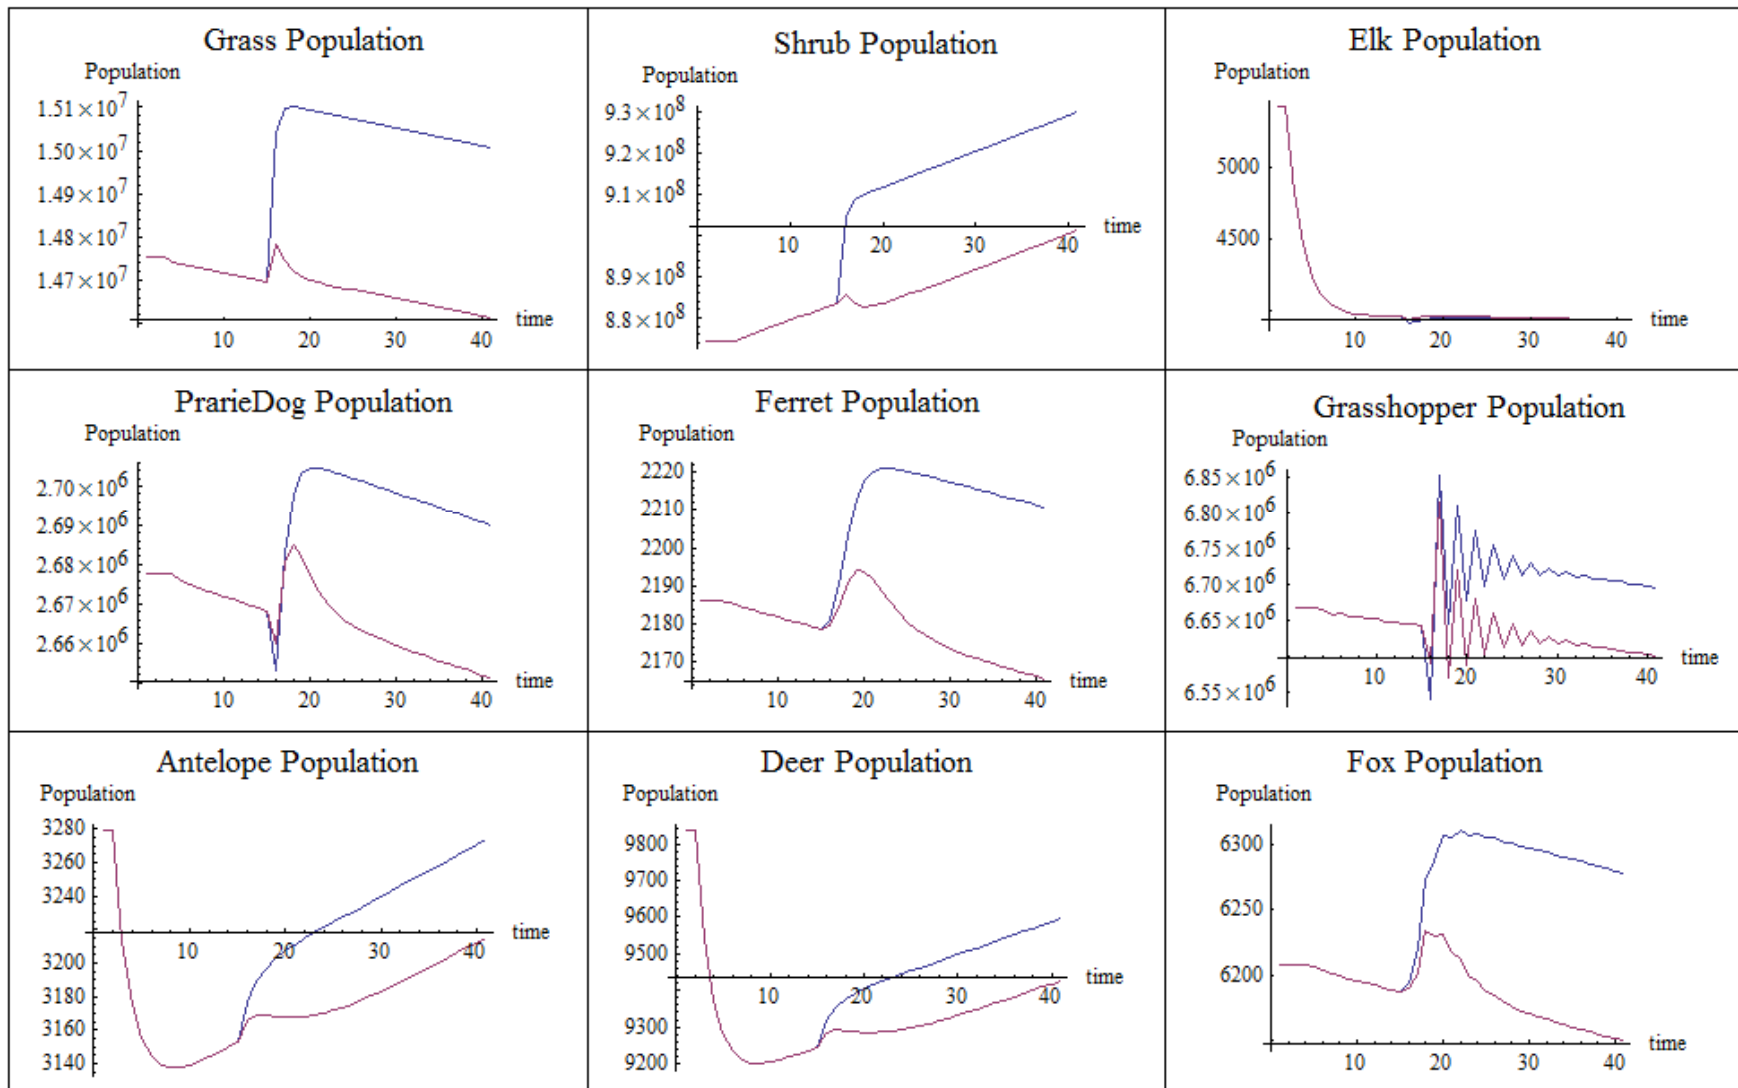 Grass Population
Population
1.51×10^7
1.50×10^7
1.49×10^7
1.48×10^7
1.47×10^7
10 20 30 40 time
Shrub Population
Population
9.3×10^8
9.2×10^8
9.1×10^8
10 20 30 40 time
8.9×10^8
8.8×10^8
Elk Population
Population
5000
4500
10 20 30 40 time
PrarieDog Population
Population
2.70×10^6
2.69×10^6
2.68×10^6
2.67×10^6
2.66×10^6
10 20 30 40 time
Ferret Population
Population
2220
2210
2200
2190
2180
2170
10 20 30 40 time
Grasshopper Population
Population
6.85×10^6
6.80×10^6
6.75×10^6
6.70×10^6
6.65×10^6
10 20 30 40 time
6.55×10^6
Antelope Population
Population
3280
3260
3240
10 20 30 40 time
3200
3180
3160
3140
Deer Population
Population
9800
9700
9600
9500
10 20 30 40 time
9300
9200
Fox Population
Population
6300
6250
6200
10 20 30 40 time